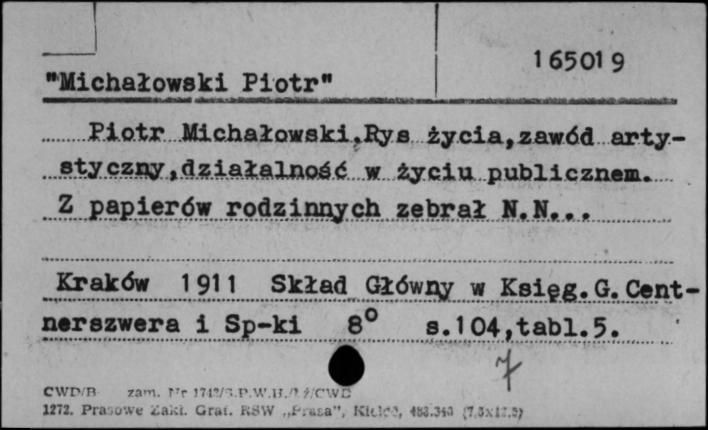 165019
"Michałowski Piotr"
Piotr Michałowski.Rys życia,zawód arty-
styczny,działalność w życiu publicznem.
Z papierów rodzinnych zebrał N.N...
Kraków 1911 Skład Główny w Księg.G.Cent-
nerszwera i Sp-ki 8° s.104,tabl.5.
7
CWD/B zam. Nr
1272. Prasowe Zakł. Graf. RSW „Prasa", Kielce,